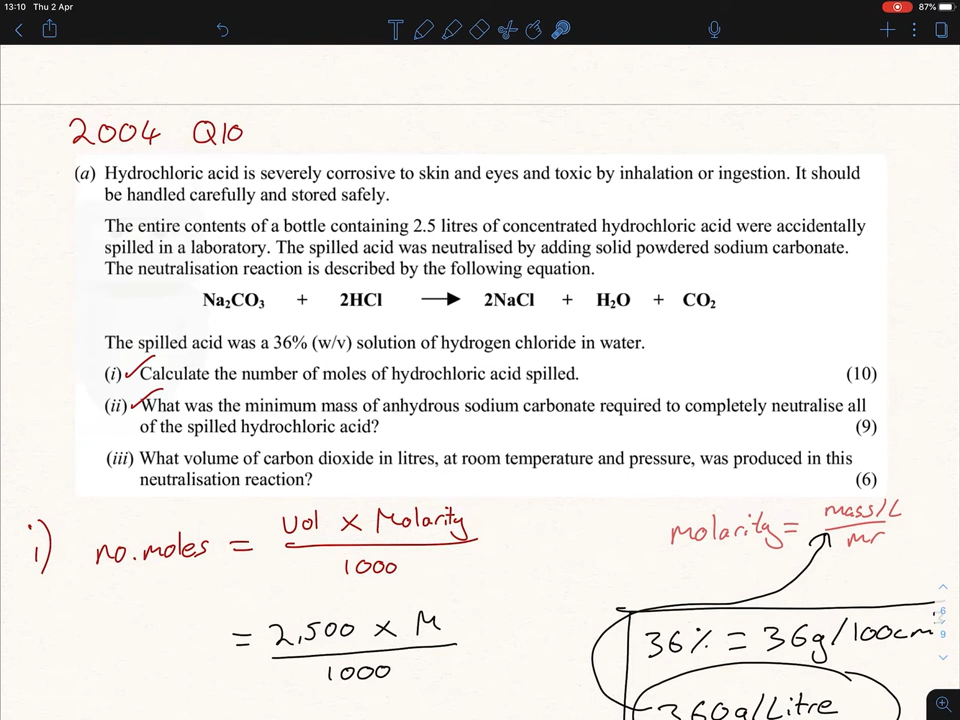 13:10 Thu 2 Apr
87%
2004 Q10
(a) Hydrochloric acid is severely corrosive to skin and eyes and toxic by inhalation or ingestion. It should
be handled carefully and stored safely.
The entire contents of a bottle containing 2.5 litres of concentrated hydrochloric acid were accidentally
spilled in a laboratory. The spilled acid was neutralised by adding solid powdered sodium carbonate.
The neutralisation reaction is described by the following equation.
Na₂CO₃ + 2HCl ⟶ 2NaCl + H₂O + CO₂
The spilled acid was a 36% (w/v) solution of hydrogen chloride in water.
(i) Calculate the number of moles of hydrochloric acid spilled. (10)
(ii) What was the minimum mass of anhydrous sodium carbonate required to completely neutralise all
of the spilled hydrochloric acid? (9)
(iii) What volume of carbon dioxide in litres, at room temperature and pressure, was produced in this
neutralisation reaction? (6)
i) no. moles = Vol x Molarity
1000
molarity = mass/L
mr
6
9
= 2,500 x M
1000
36% = 36g/100cm
360g/Litre